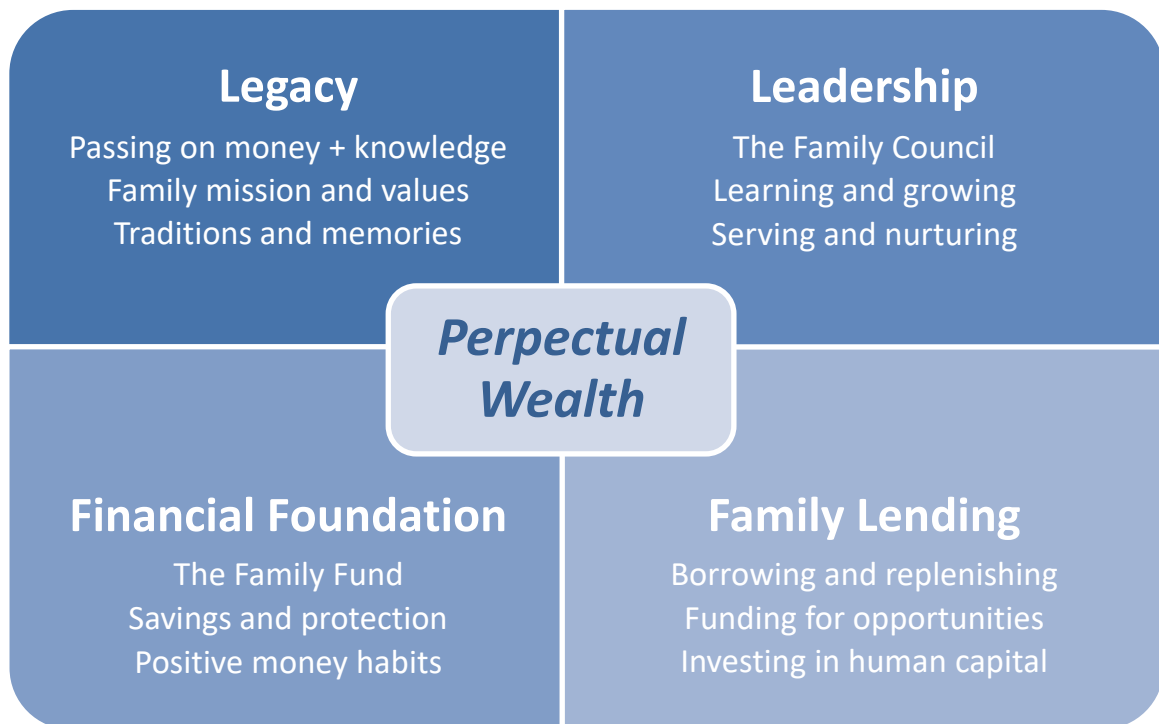 Legacy
Passing on money + knowledge
Family mission and values
Traditions and memories
Leadership
The Family Council
Learning and growing
Serving and nurturing
Perpectual
Wealth
Financial Foundation
The Family Fund
Savings and protection
Positive money habits
Family Lending
Borrowing and replenishing
Funding for opportunities
Investing in human capital